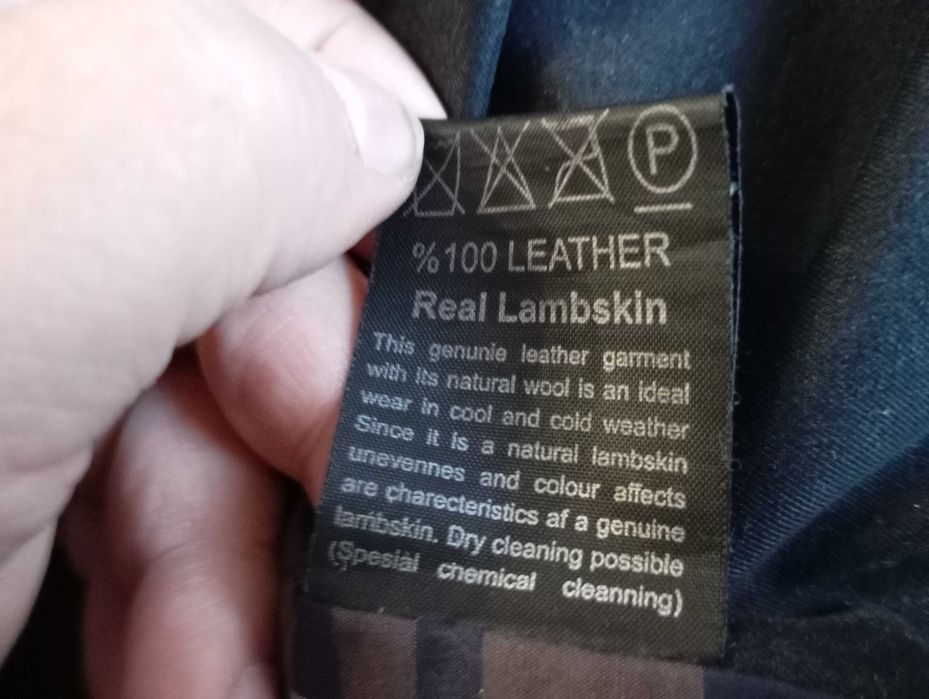 P
%100 LEATHER
Real Lambskin
This genunie leather garment
with its natural wool is an ideal
wear in cool and cold weather
Since it is a natural lambskin
unevennes and colour affects
are charecteristics af a genuine
lambskin. Dry cleaning possible
(Spesial chemical cleanning)